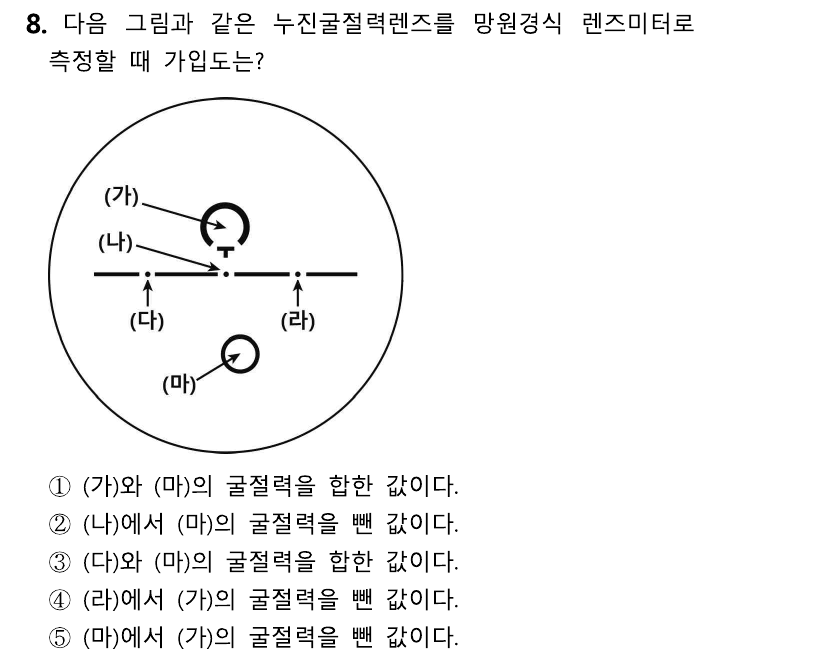 8. 다음 그림과 같은 누진굴절력렌즈를 망원경식 렌즈미터로
측정할 때 가입도는?
(가)
(나)
(다) (라)
(마)
① (가)와 (마)의 굴절력을 합한 값이다.
② (나)에서 (마)의 굴절력을 뺀 값이다.
③ (다)와 (마)의 굴절력을 합한 값이다.
④ (라)에서 (가)의 굴절력을 뺀 값이다.
⑤ (마)에서 (가)의 굴절력을 뺀 값이다.